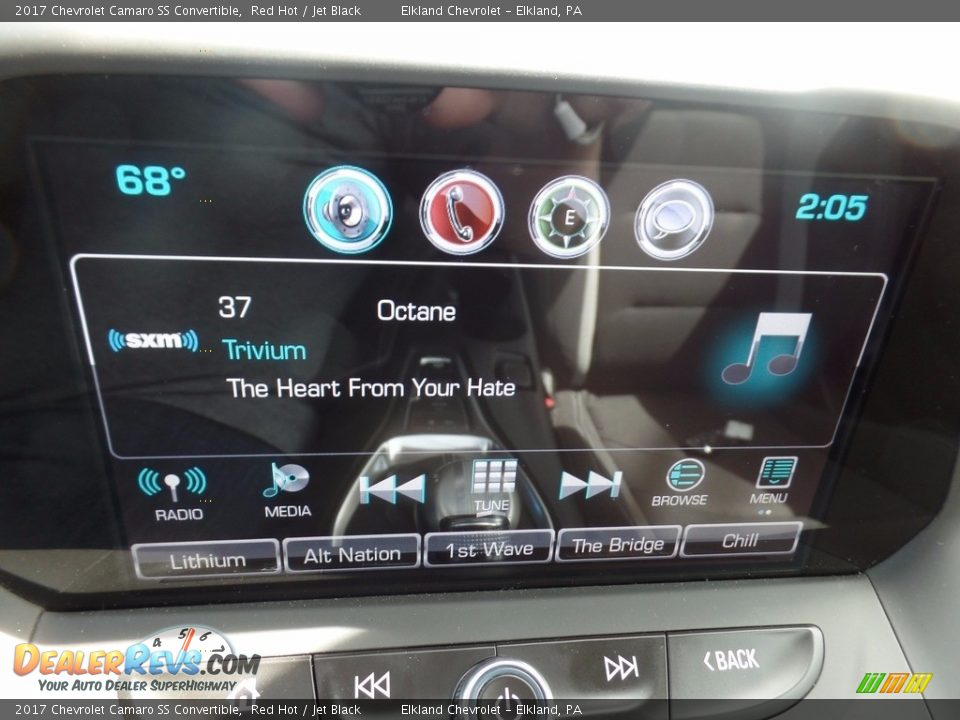 2017 Chevrolet Camaro SS Convertible, Red Hot / Jet Black Elkland Chevrolet - Elkland, PA
68° E 2:05
37 Octane
sxm Trivium
The Heart From Your Hate
RADIO MEDIA TUNE BROWSE MENU
Lithium Alt Nation 1st Wave The Bridge Chill
4 5 6
DEALERREVS.COM
YOUR AUTO DEALER SUPERHIGHWAY
BACK
2017 Chevrolet Camaro SS Convertible, Red Hot / Jet Black Elkland Chevrolet - Elkland, PA